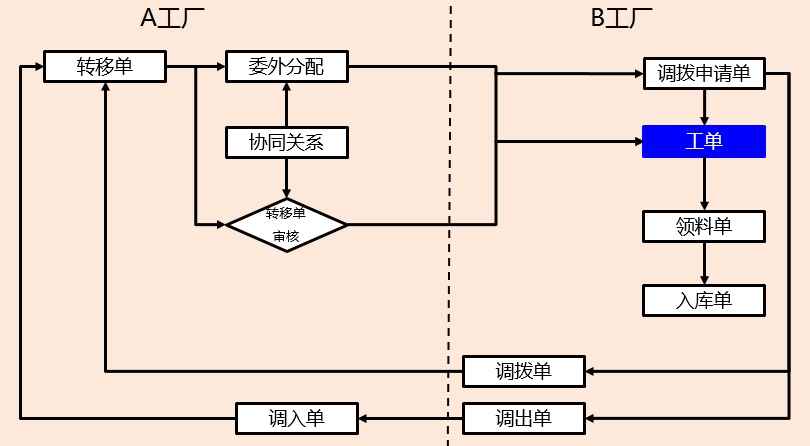 A工厂
B工厂
转移单
委外分配
调拨申请单
协同关系
工单
转移单
审核
领料单
入库单
调拨单
调入单
调出单